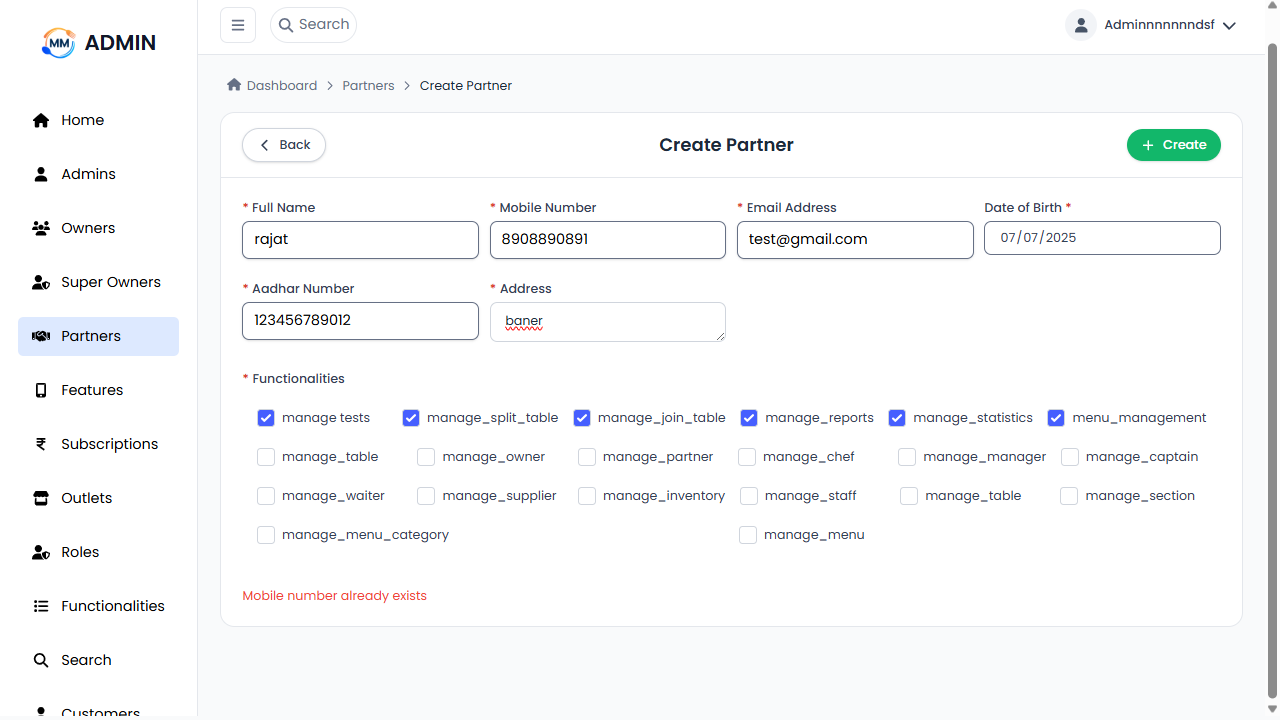 MM ADMIN
Search
Adminnnnnnndsf
Home
Admins
Owners
Super Owners
Partners
Features
Subscriptions
Outlets
Roles
Functionalities
Search
Customers
Dashboard > Partners > Create Partner
Back
Create Partner
+ Create
* Full Name
* Mobile Number
* Email Address
Date of Birth *
rajat
8908890891
test@gmail.com
07/07/2025
* Aadhar Number
* Address
123456789012
baner
* Functionalities
manage tests manage_split_table manage_join_table manage_reports manage_statistics menu_management
manage_table manage_owner manage_partner manage_chef manage_manager manage_captain
manage_waiter manage_supplier manage_inventory manage_staff manage_table manage_section
manage_menu_category manage_menu
Mobile number already exists